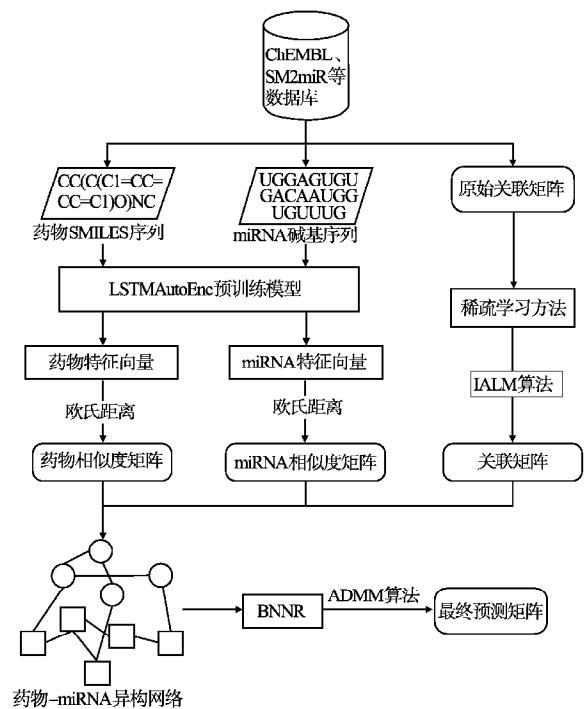 ChEMBL、
SM2miR等
数据库
CC(C(C1=CC=
CC=C1)O)NC
UGGAGUGU
GACAAUGG
UGUUUG
原始关联矩阵
药物SMILES序列
miRNA碱基序列
LSTMAutoEnc预训练模型
稀疏学习方法
药物特征向量
miRNA特征向量
IALM算法
欧氏距离
欧氏距离
药物相似度矩阵
miRNA相似度矩阵
关联矩阵
BNNR
ADMM算法
最终预测矩阵
药物-miRNA异构网络